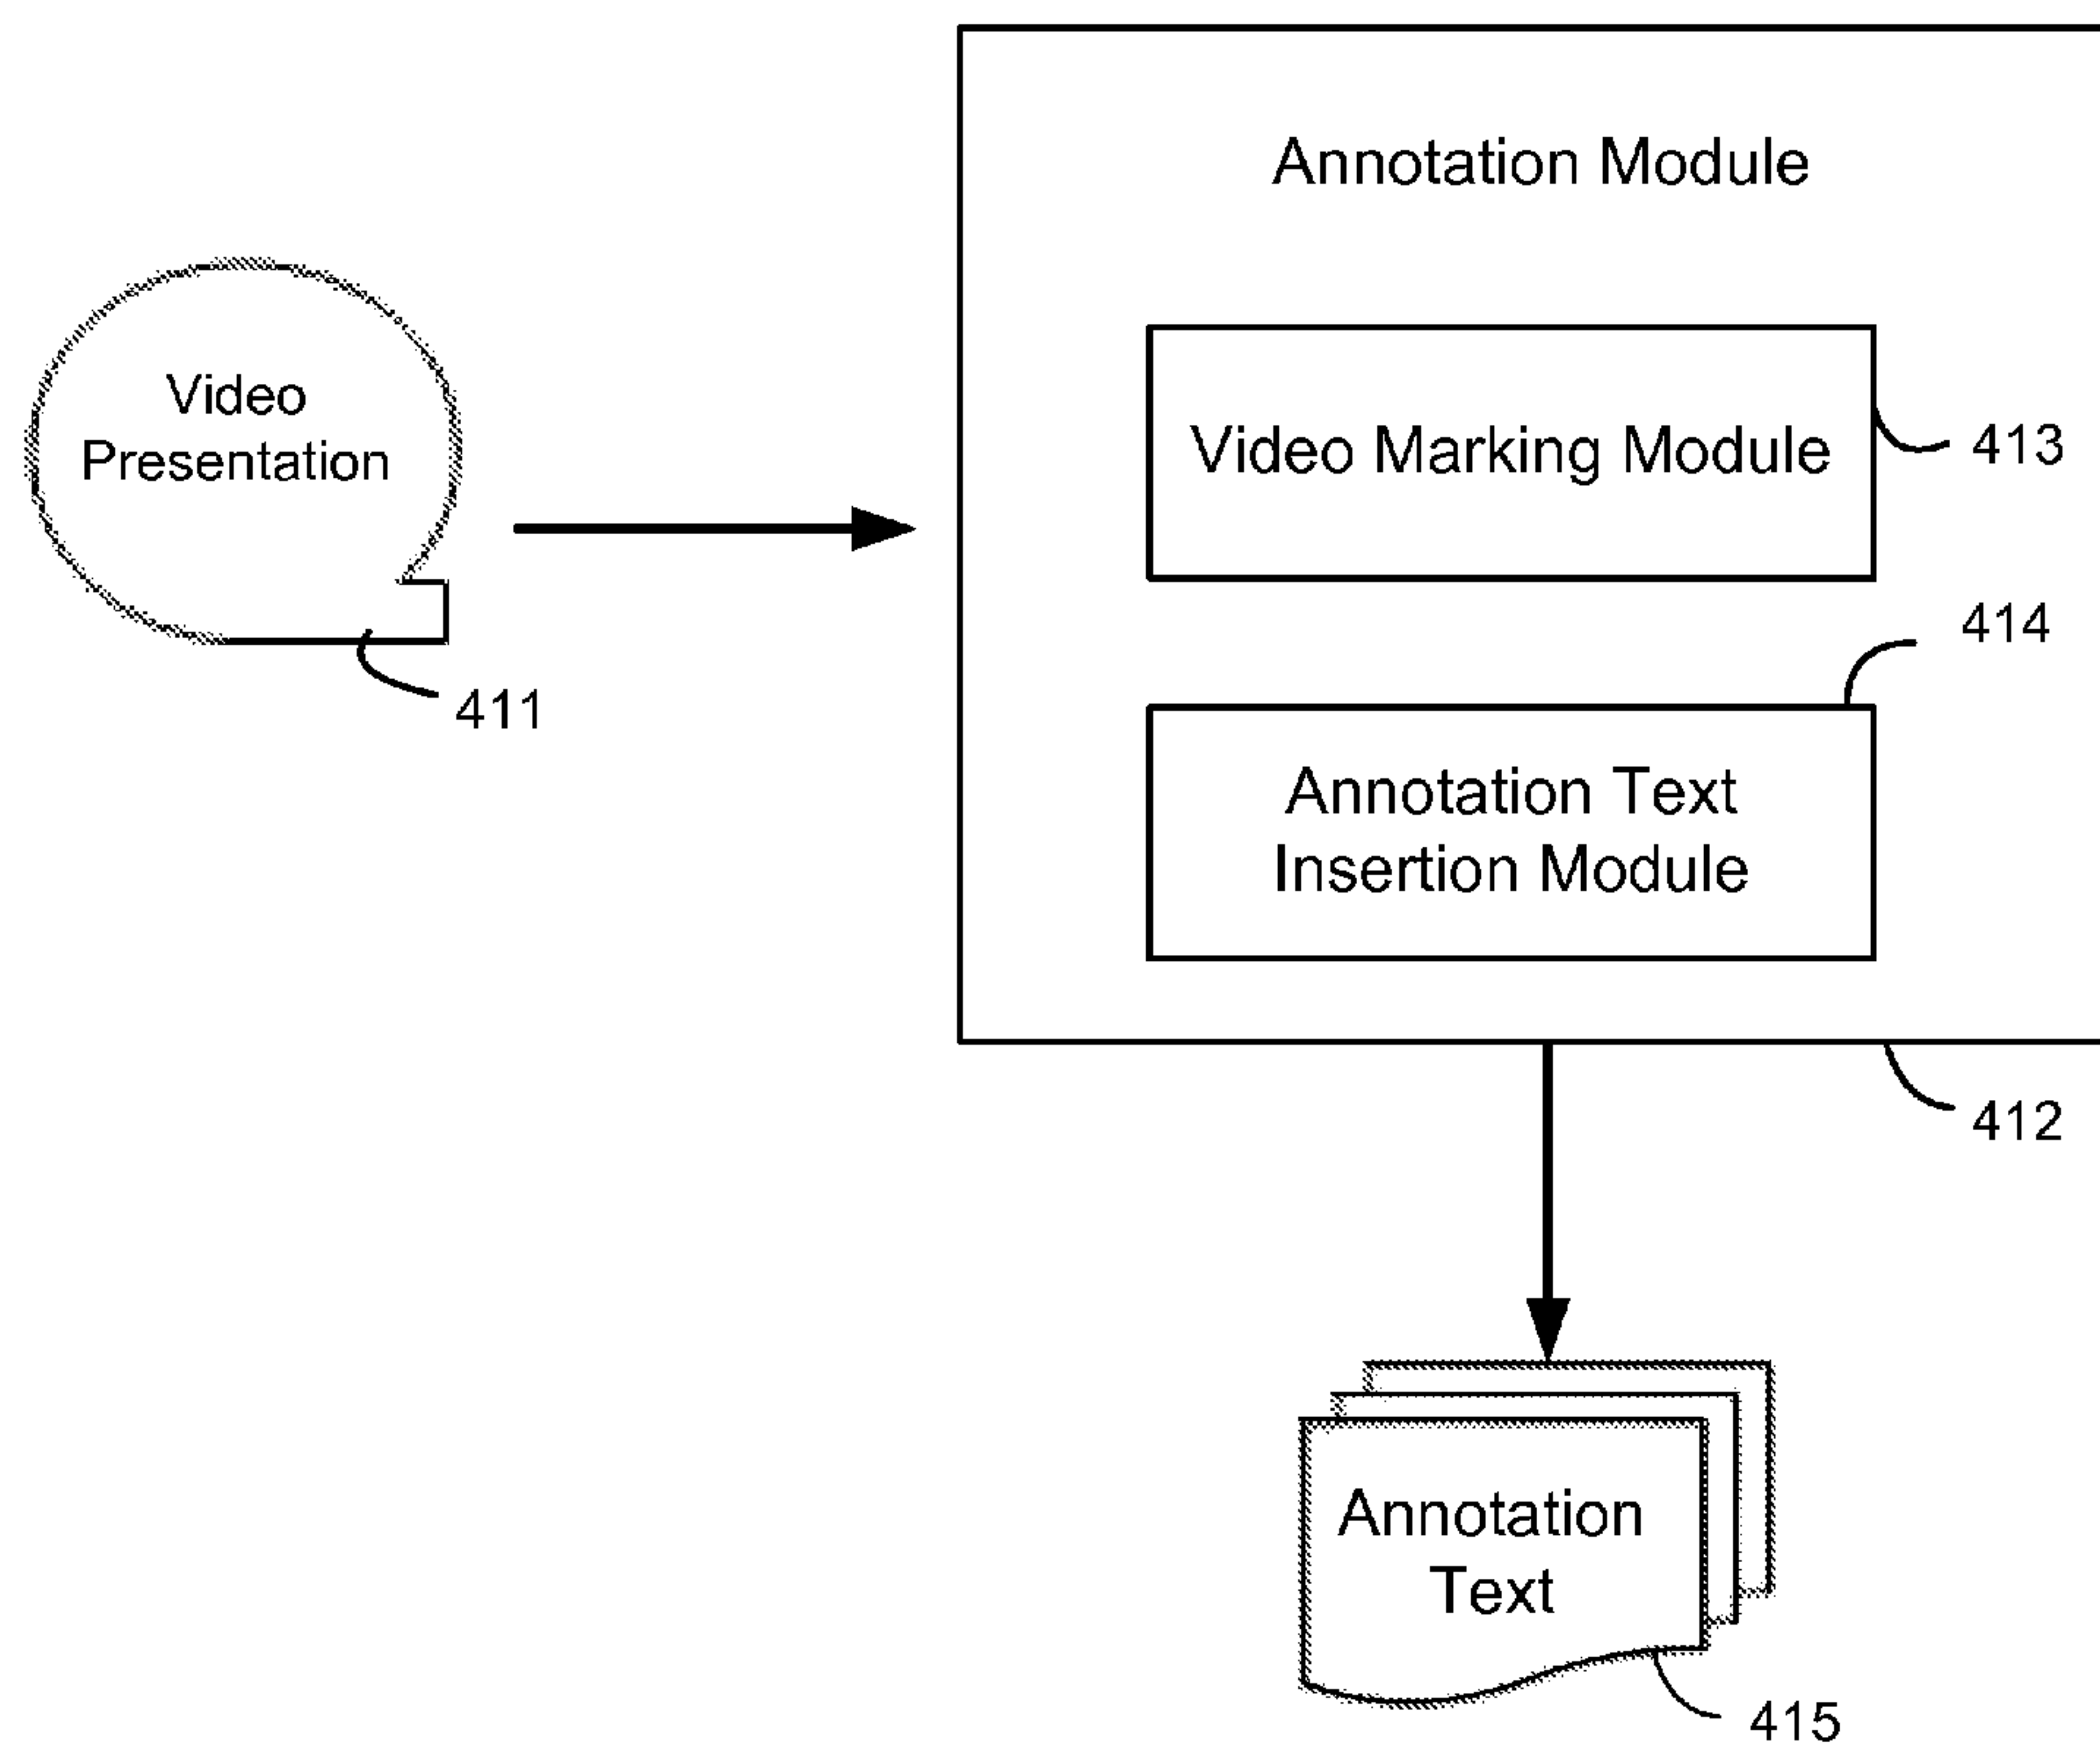 Annotation Module
Video
Presentation
411
Video Marking Module
413
414
Annotation Text
Insertion Module
412
Annotation
Text
415